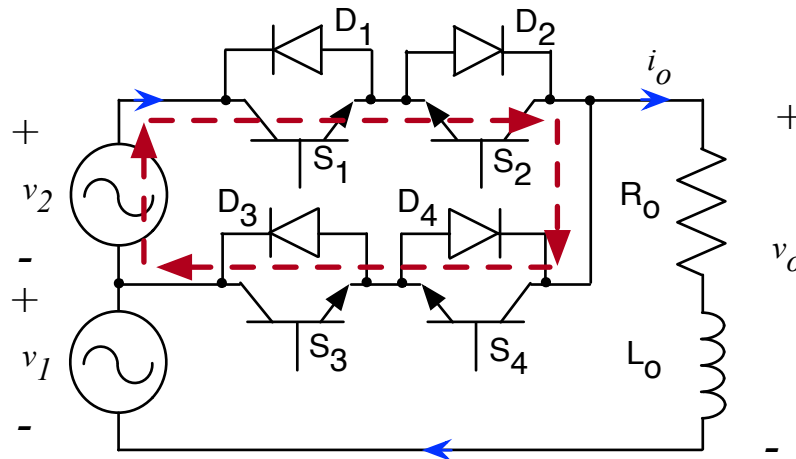 D1 D2
io
+ +
v2 S1 S2
D3 D4 Ro
- vo
+
v1 S3 S4 Lo
- -